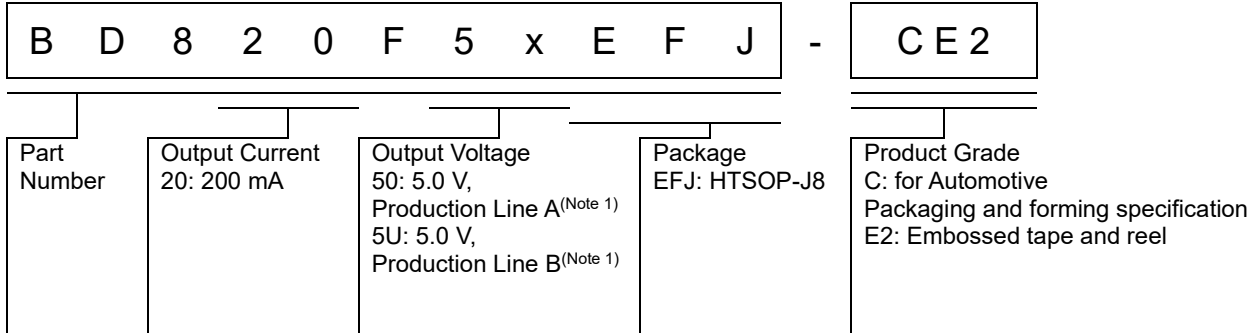 B D 8 2 0 F 5 x E F J - C E 2
Part
Number
Output Current
20: 200 mA
Output Voltage
50: 5.0 V,
Production Line A(Note 1)
5U: 5.0 V,
Production Line B(Note 1)
Package
EFJ: HTSOP-J8
Product Grade
C: for Automotive
Packaging and forming specification
E2: Embossed tape and reel